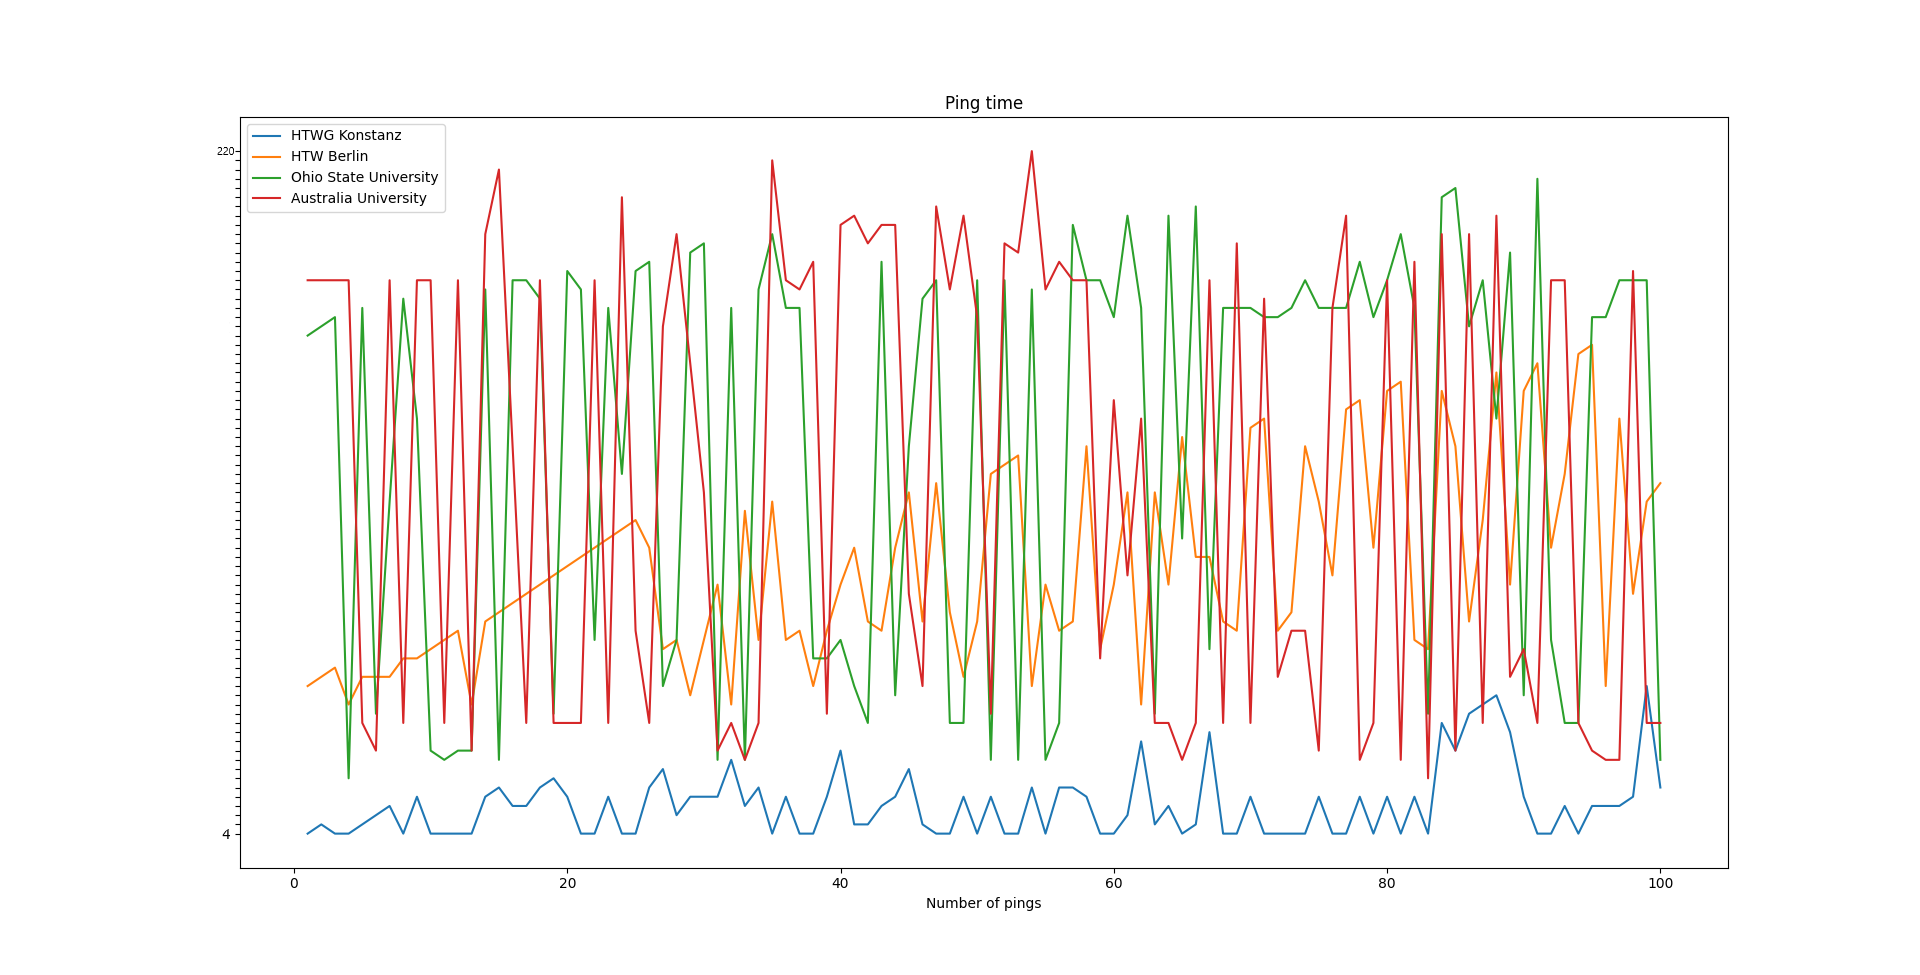 Ping time
HTWG Konstanz
HTW Berlin
Ohio State University
Australia University
220
4
0 20 40 60 80 100
Number of pings